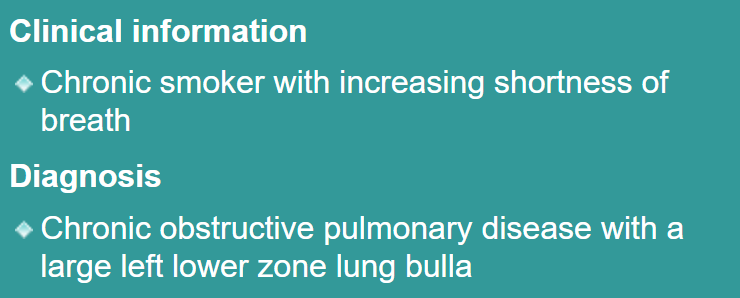 Clinical information
Chronic smoker with increasing shortness of
breath
Diagnosis
Chronic obstructive pulmonary disease with a
large left lower zone lung bulla